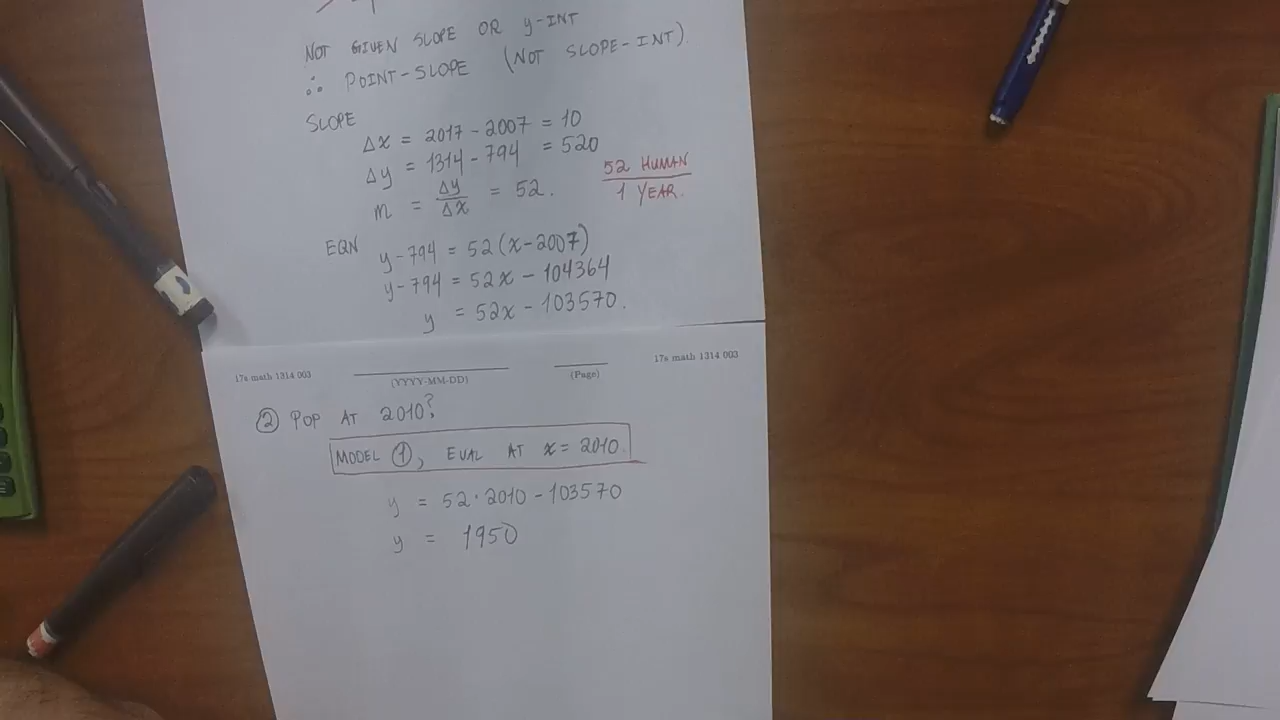 NOT GIVEN SLOPE OR y-INT
∴ POINT-SLOPE (NOT SLOPE-INT).
SLOPE
Δx = 2017 - 2007 = 10
Δy = 1314 - 794 = 520
m = Δy/Δx = 52.
52 HUMAN
1 YEAR.
EQN
y-794 = 52(x-2007)
y-794 = 52x - 104364
y = 52x - 103570.
17s math 1314 003
(YYYY-MM-DD)
(Page)
17s math 1314 003
② POP AT 2010?
MODEL ①, EVAL AT x = 2010.
y = 52·2010 - 103570
y = 1950